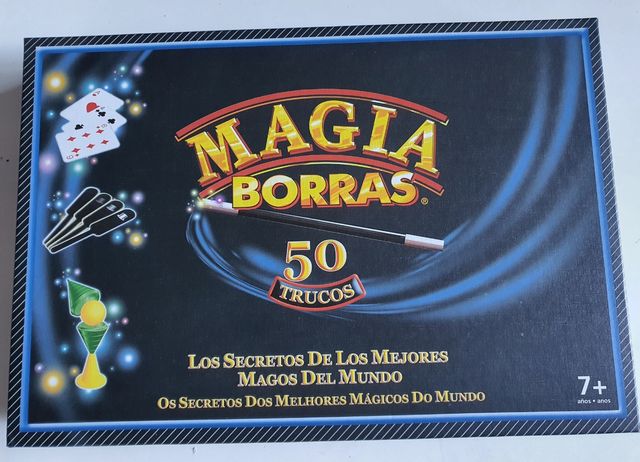 MAGIA
BORRAS®
50
TRUCOS
LOS SECRETOS DE LOS MEJORES
MAGOS DEL MUNDO
OS SECRETOS DOS MELHORES MÁGICOS DO MUNDO
7+
años • anos